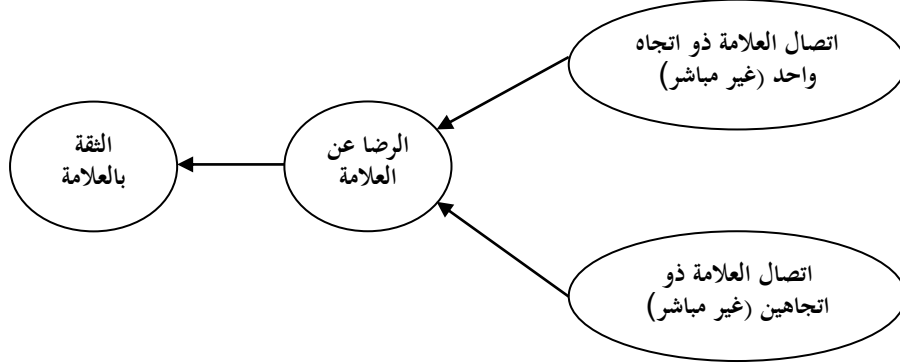 اتصال العلامة ذو اتجاه
واحد (غير مباشر)
الرضا عن
العلامة
الثقة
بالعلامة
اتصال العلامة ذو
اتجاهين (غير مباشر)